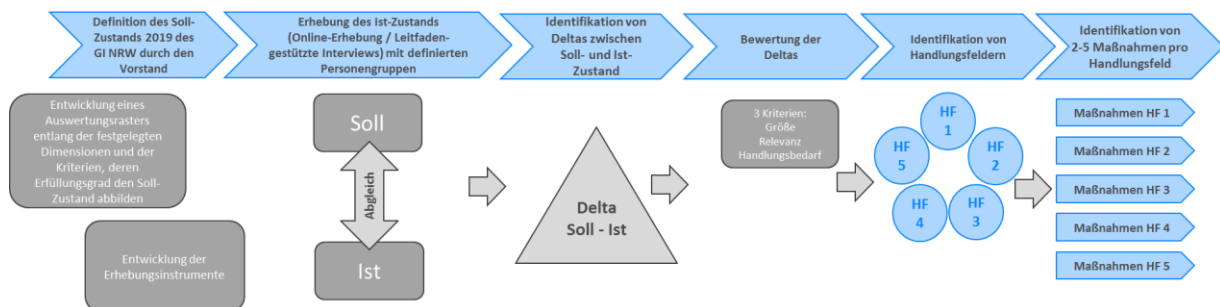 Definition des Soll-
Zustands 2019 des
GI NRW durch den
Vorstand
Erhebung des Ist-Zustands
(Online-Erhebung / Leitfaden-
gestützte Interviews) mit definierten
Personengruppen
Identifikation von
Deltas zwischen
Soll- und Ist-
Zustand
Bewertung der
Deltas
Identifikation von
Handlungsfeldern
Identifikation von
2-5 Maßnahmen pro
Handlungsfeld
Entwicklung eines
Auswertungsrasters
entlang der festgelegten
Dimensionen und der
Kriterien, deren
Erfüllungsgrad den Soll-
Zustand abbilden
Entwicklung der
Erhebungsinstrumente
Soll
Abgleich
Ist
Delta
Soll - Ist
3 Kriterien:
Größe
Relevanz
Handlungsbedarf
HF
1
HF
2
HF
3
HF
4
HF
5
Maßnahmen HF 1
Maßnahmen HF 2
Maßnahmen HF 3
Maßnahmen HF 4
Maßnahmen HF 5